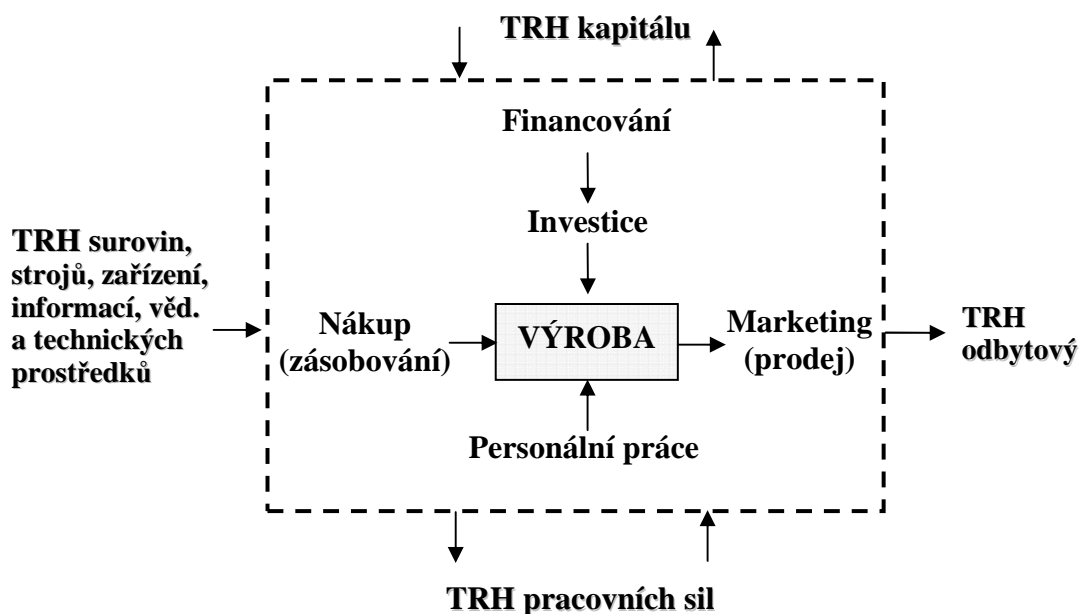 TRH kapitálu
Financování
Investice
TRH surovin,
strojů, zařízení,
informací, věd.
a technických
prostředků
Nákup
(zásobování)
VÝROBA
Marketing
(prodej)
TRH
odbytový
Personální práce
TRH pracovních sil